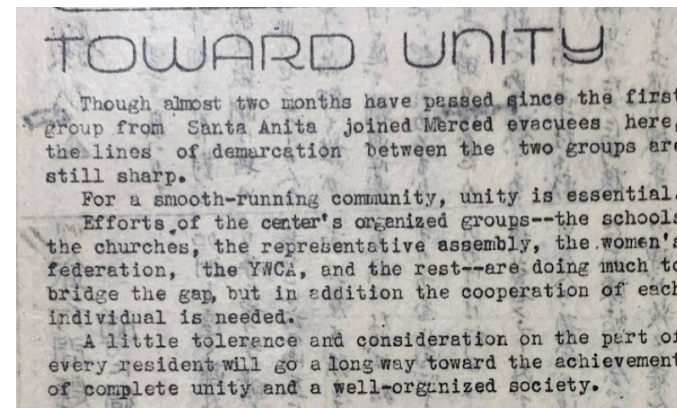 TOWARD UNITY
Though almost two months have passed since the first
group from Santa Anita joined Merced evacuees here,
the lines of demarcation between the two groups are
still sharp.
For a smooth-running community, unity is essential.
Efforts of the center's organized groups--the schools
the churches, the representative assembly, the women's
federation, the YWCA, and the rest--are doing much to
bridge the gap, but in addition the cooperation of each
individual is needed.
A little tolerance and consideration on the part of
every resident will go a long way toward the achievement
of complete unity and a well-organized society.